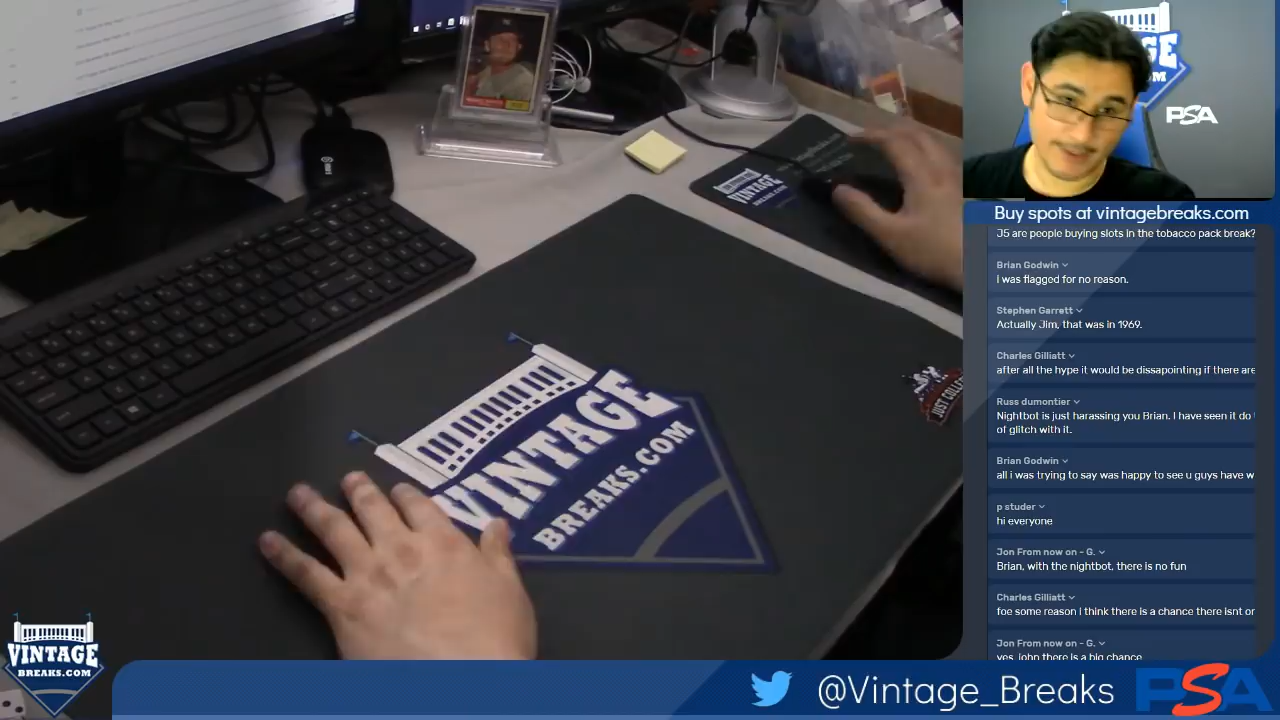 VINTAGE
BREAKS.COM
VINTAGE
JUST COLLECT
PSA
Buy spots at vintagebreaks.com
J5 are people buying slots in the tobacco pack break?
Brian Godwin
i was flagged for no reason.
Stephen Garrett
Actually Jim, that was in 1969.
Charles Gilliatt
after all the hype it would be dissapointing if there are
Russ dumontier
Nightbot is just harassing you Brian. I have seen it do
of glitch with it.
Brian Godwin
all i was trying to say was happy to see u guys have w
p studer
hi everyone
Jon From now on - G.
Brian, with the nightbot, there is no fun
Charles Gilliatt
foe some reason i think there is a chance there isnt or
Jon From now on - G.
yes, john there is a big chance
VINTAGE
BREAKS.COM
@Vintage_Breaks
PSA